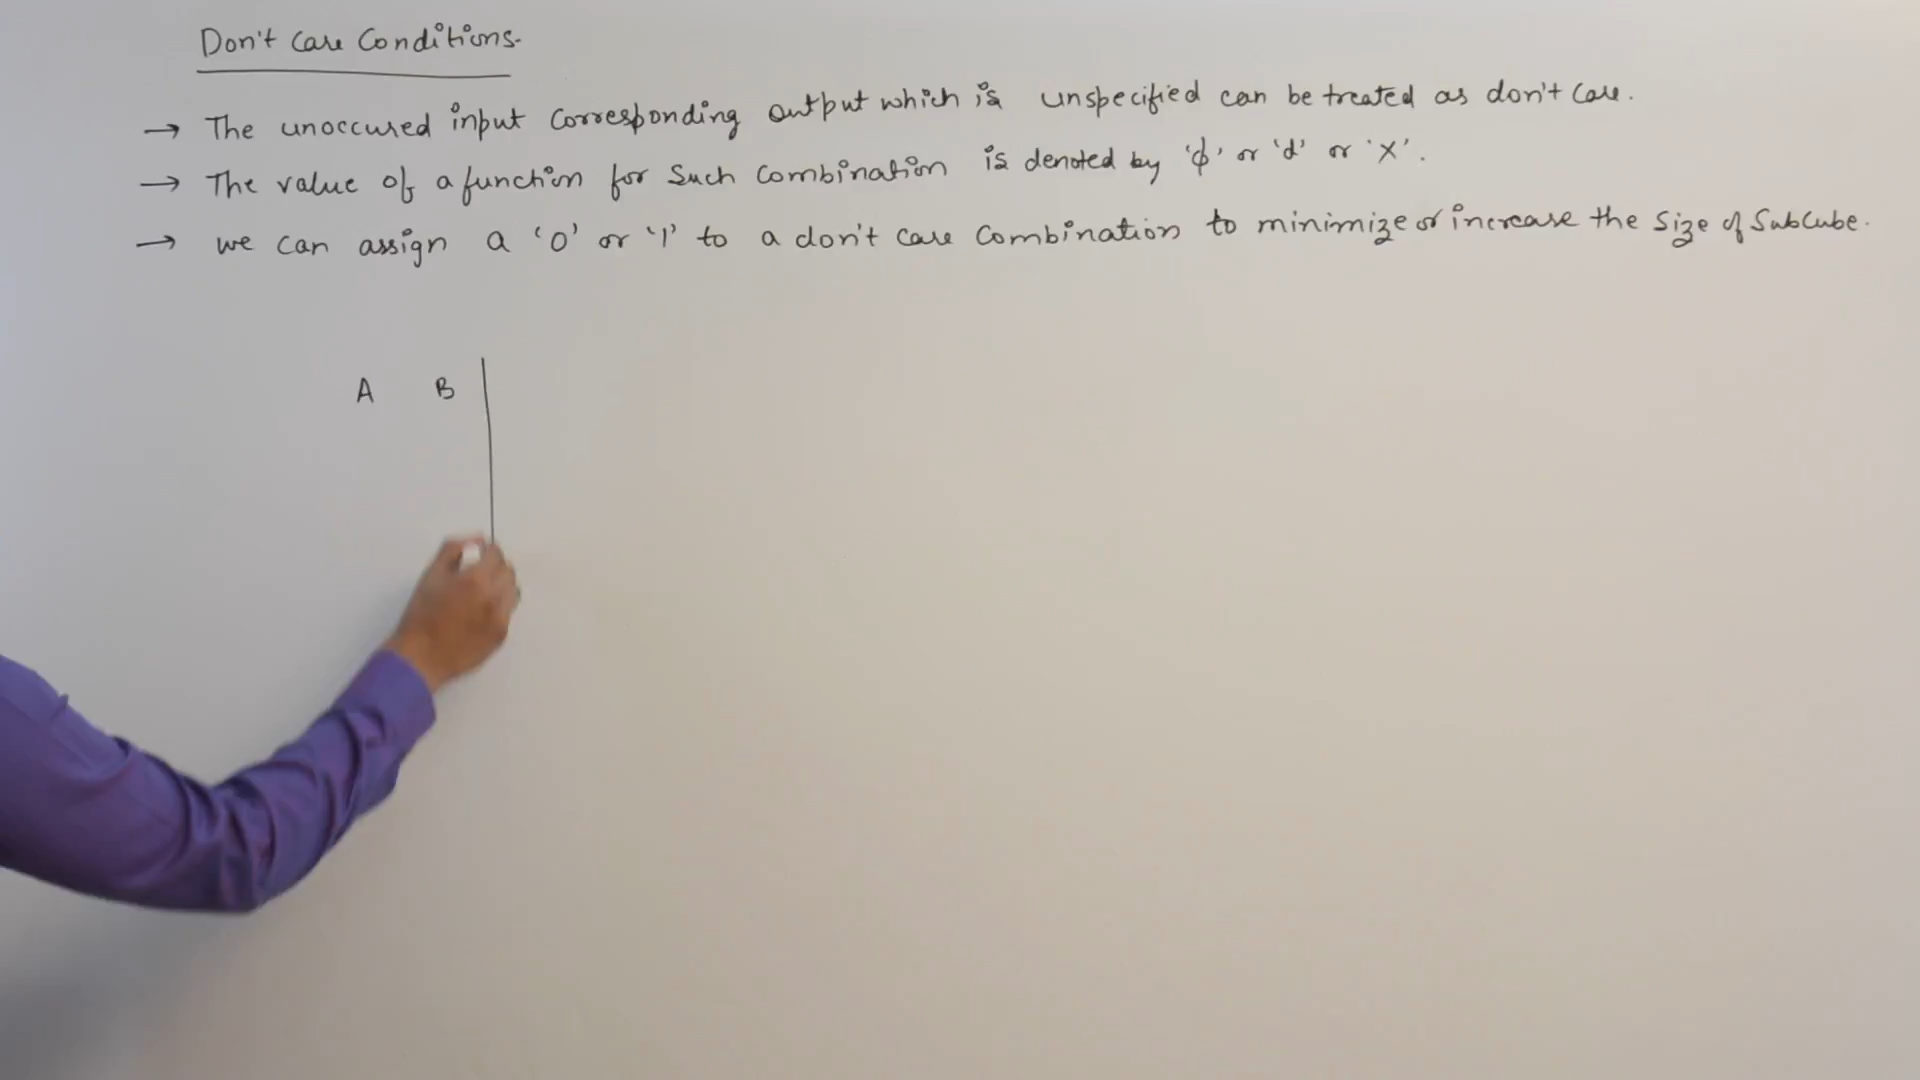 Don't Care Conditions.
→ The unoccured input corresponding output which is unspecified can be treated as don't care.
→ The value of a function for such combination is denoted by 'ϕ' or 'd' or 'X'.
→ we can assign a '0' or '1' to a don't care combination to minimize or increase the size of subcube.
A B